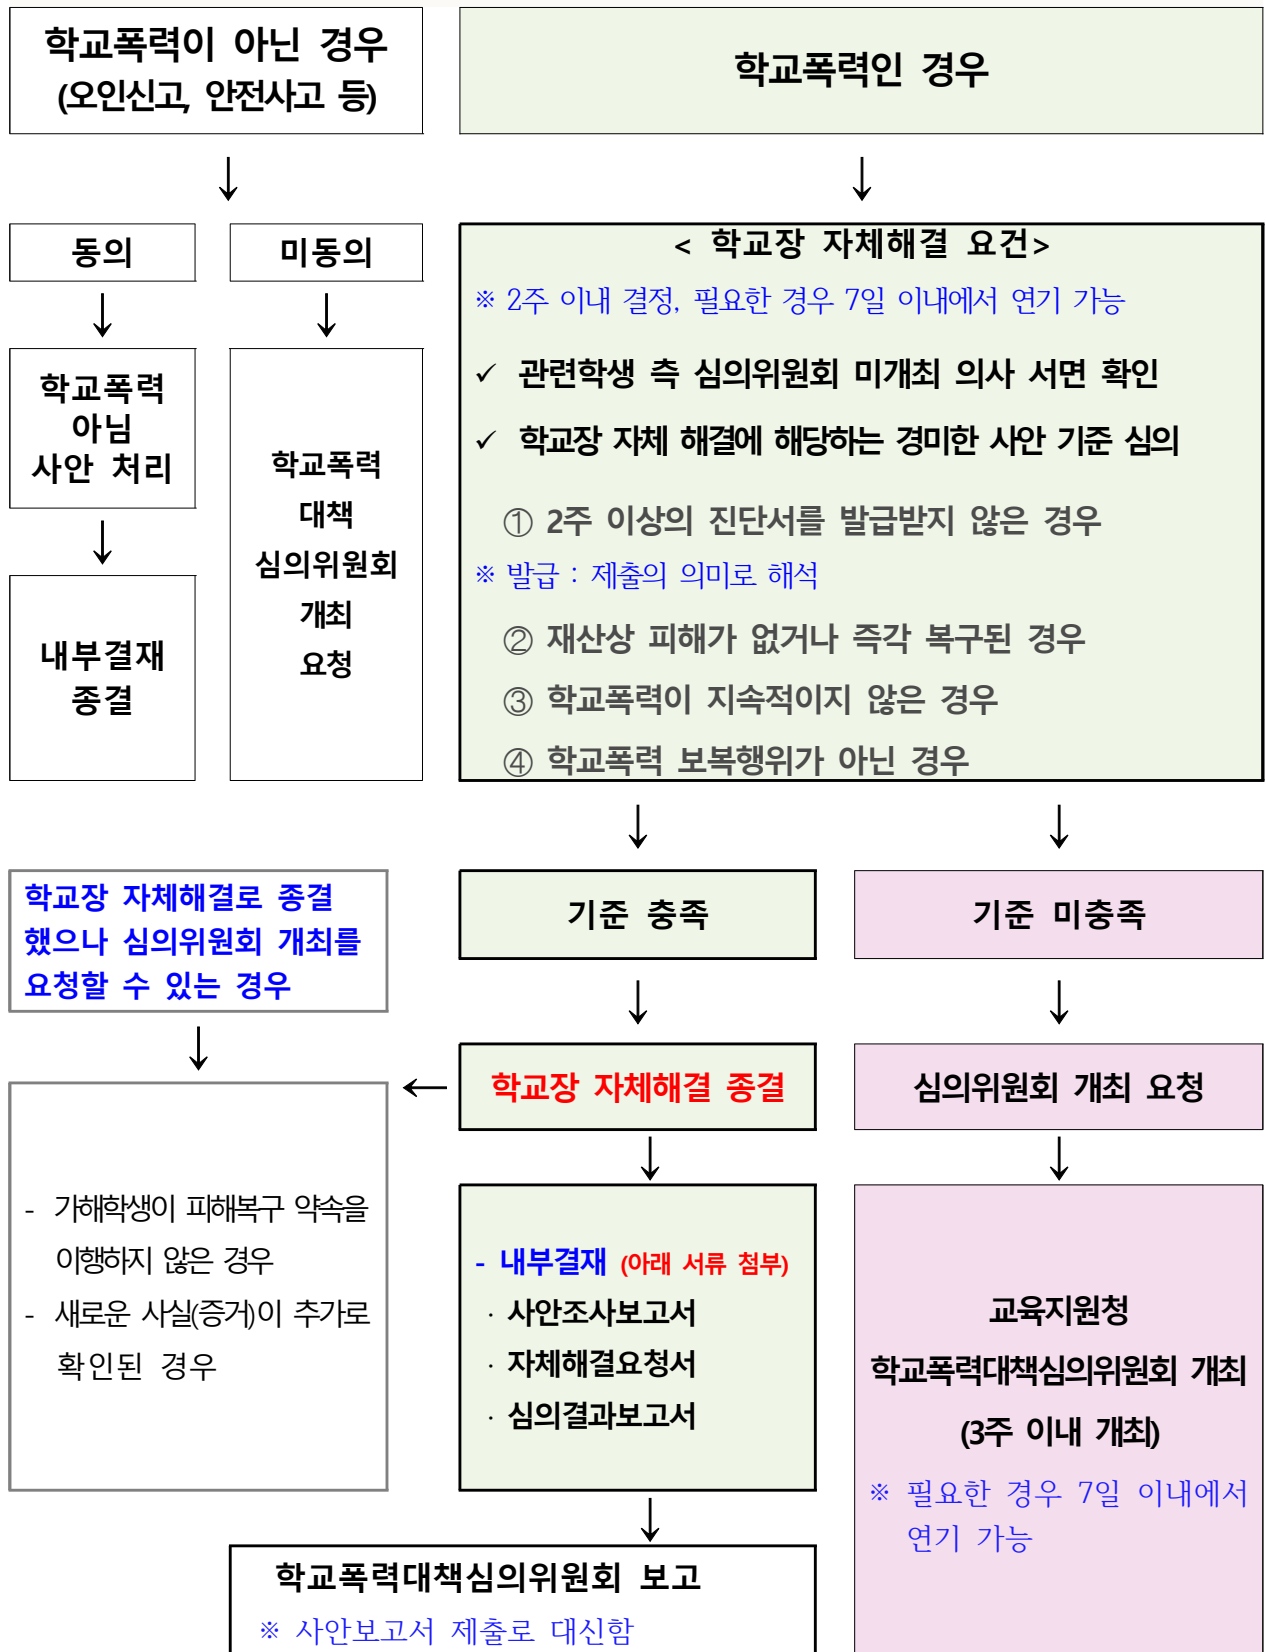 학교폭력이 아닌 경우
(오인신고, 안전사고 등)
학교폭력인 경우
동의
미동의
학교폭력
아님
사안 처리
내부결재
종결
학교폭력
대책
심의위원회
개최
요청
< 학교장 자체해결 요건>
※ 2주 이내 결정, 필요한 경우 7일 이내에서 연기 가능
✓ 관련학생 측 심의위원회 미개최 의사 서면 확인
✓ 학교장 자체 해결에 해당하는 경미한 사안 기준 심의
① 2주 이상의 진단서를 발급받지 않은 경우
※ 발급 : 제출의 의미로 해석
② 재산상 피해가 없거나 즉각 복구된 경우
③ 학교폭력이 지속적이지 않은 경우
④ 학교폭력 보복행위가 아닌 경우
학교장 자체해결로 종결
했으나 심의위원회 개최를
요청할 수 있는 경우
기준 충족
기준 미충족
학교장 자체해결 종결
심의위원회 개최 요청
- 가해학생이 피해복구 약속을
이행하지 않은 경우
- 새로운 사실(증거)이 추가로
확인된 경우
- 내부결재 (아래 서류 첨부)
· 사안조사보고서
· 자체해결요청서
· 심의결과보고서
교육지원청
학교폭력대책심의위원회 개최
(3주 이내 개최)
※ 필요한 경우 7일 이내에서
연기 가능
학교폭력대책심의위원회 보고
※ 사안보고서 제출로 대신함